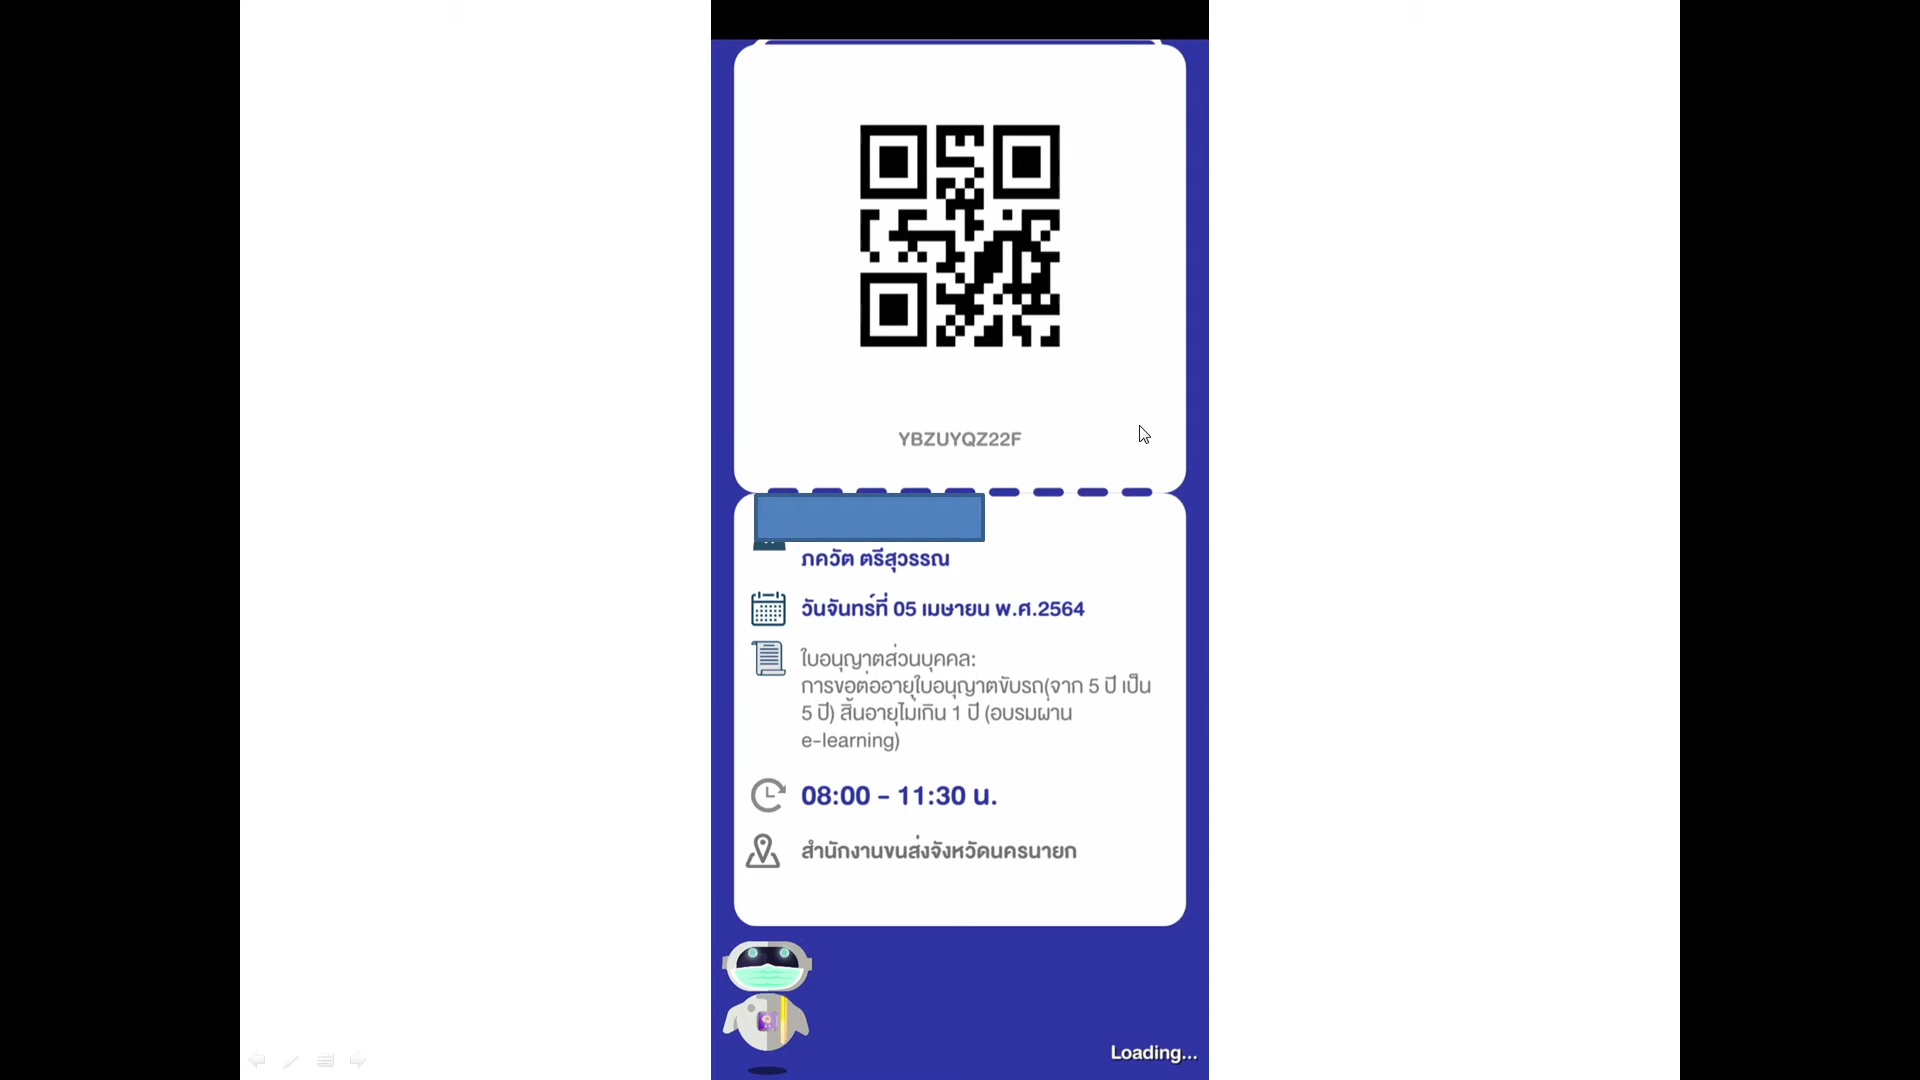 YBZUYQZ22F
ภควัต ตรีสุวรรณ
วันจันทร์ที่ 05 เมษายน พ.ศ.2564
ใบอนุญาตส่วนบุคคล:
การขอต่ออายุใบอนุญาตขับรถ(จาก 5 ปี เป็น
5 ปี) สิ้นอายุไม่เกิน 1 ปี (อบรมผ่าน
e-learning)
08:00 - 11:30 น.
สำนักงานขนส่งจังหวัดนครนายก
Loading...